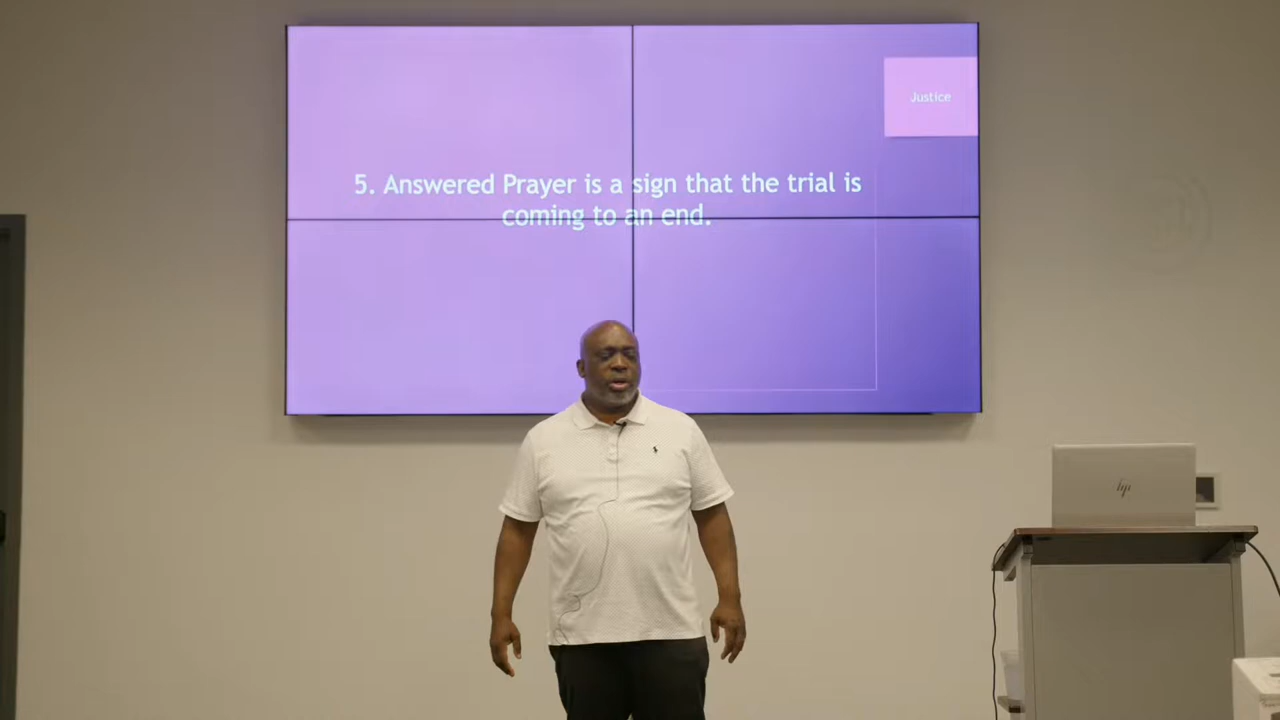 Justice
5. Answered Prayer is a sign that the trial is
coming to an end.
hp